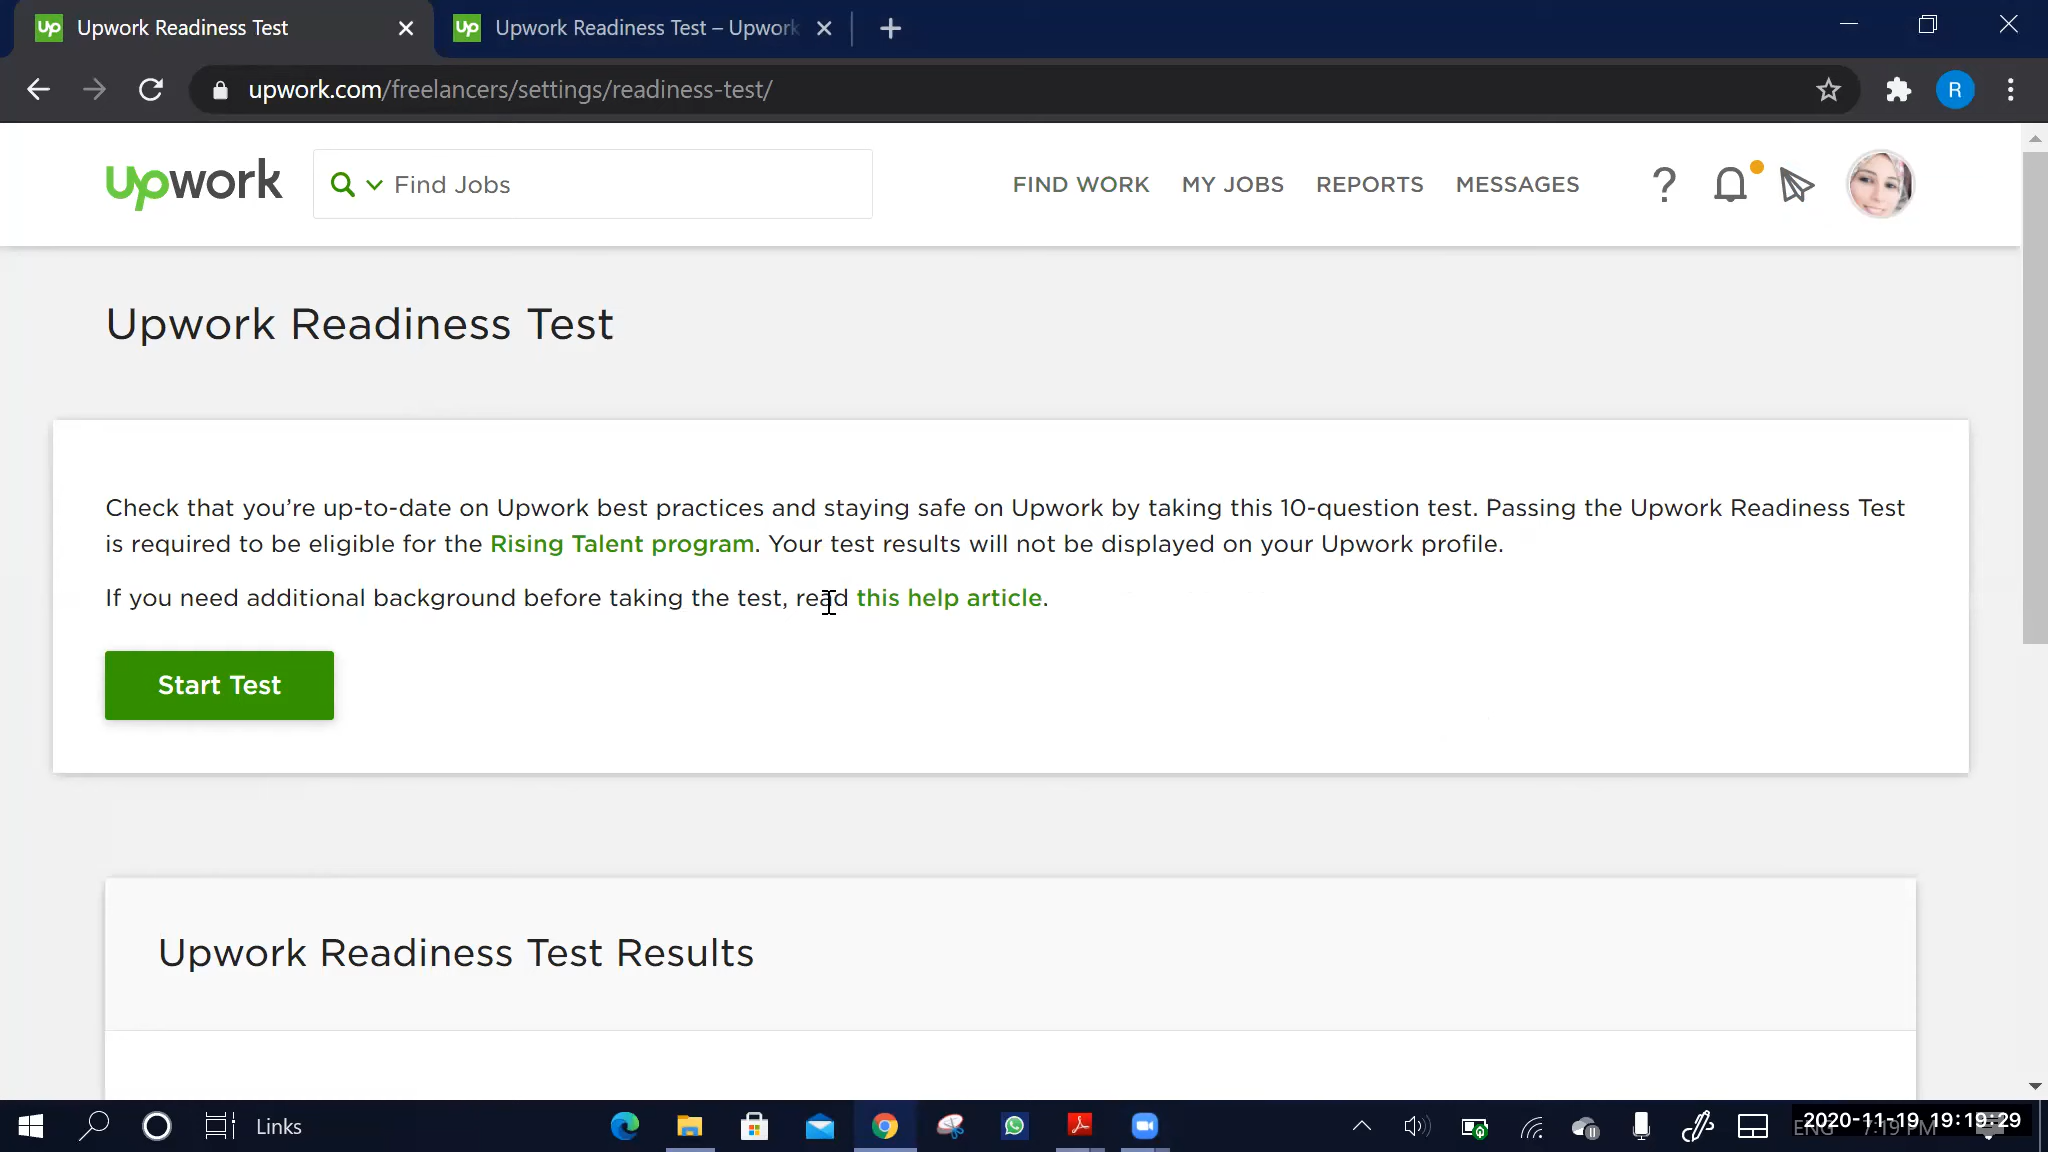 Upwork Readiness Test
Upwork Readiness Test – Upwork
upwork.com/freelancers/settings/readiness-test/
R
upwork
Find Jobs
FIND WORK
MY JOBS
REPORTS
MESSAGES
Upwork Readiness Test
Check that you’re up-to-date on Upwork best practices and staying safe on Upwork by taking this 10-question test. Passing the Upwork Readiness Test
is required to be eligible for the Rising Talent program. Your test results will not be displayed on your Upwork profile.
If you need additional background before taking the test, read this help article.
Start Test
Upwork Readiness Test Results
Links
ENG
7:19 PM
2020-11-19 19:19:29